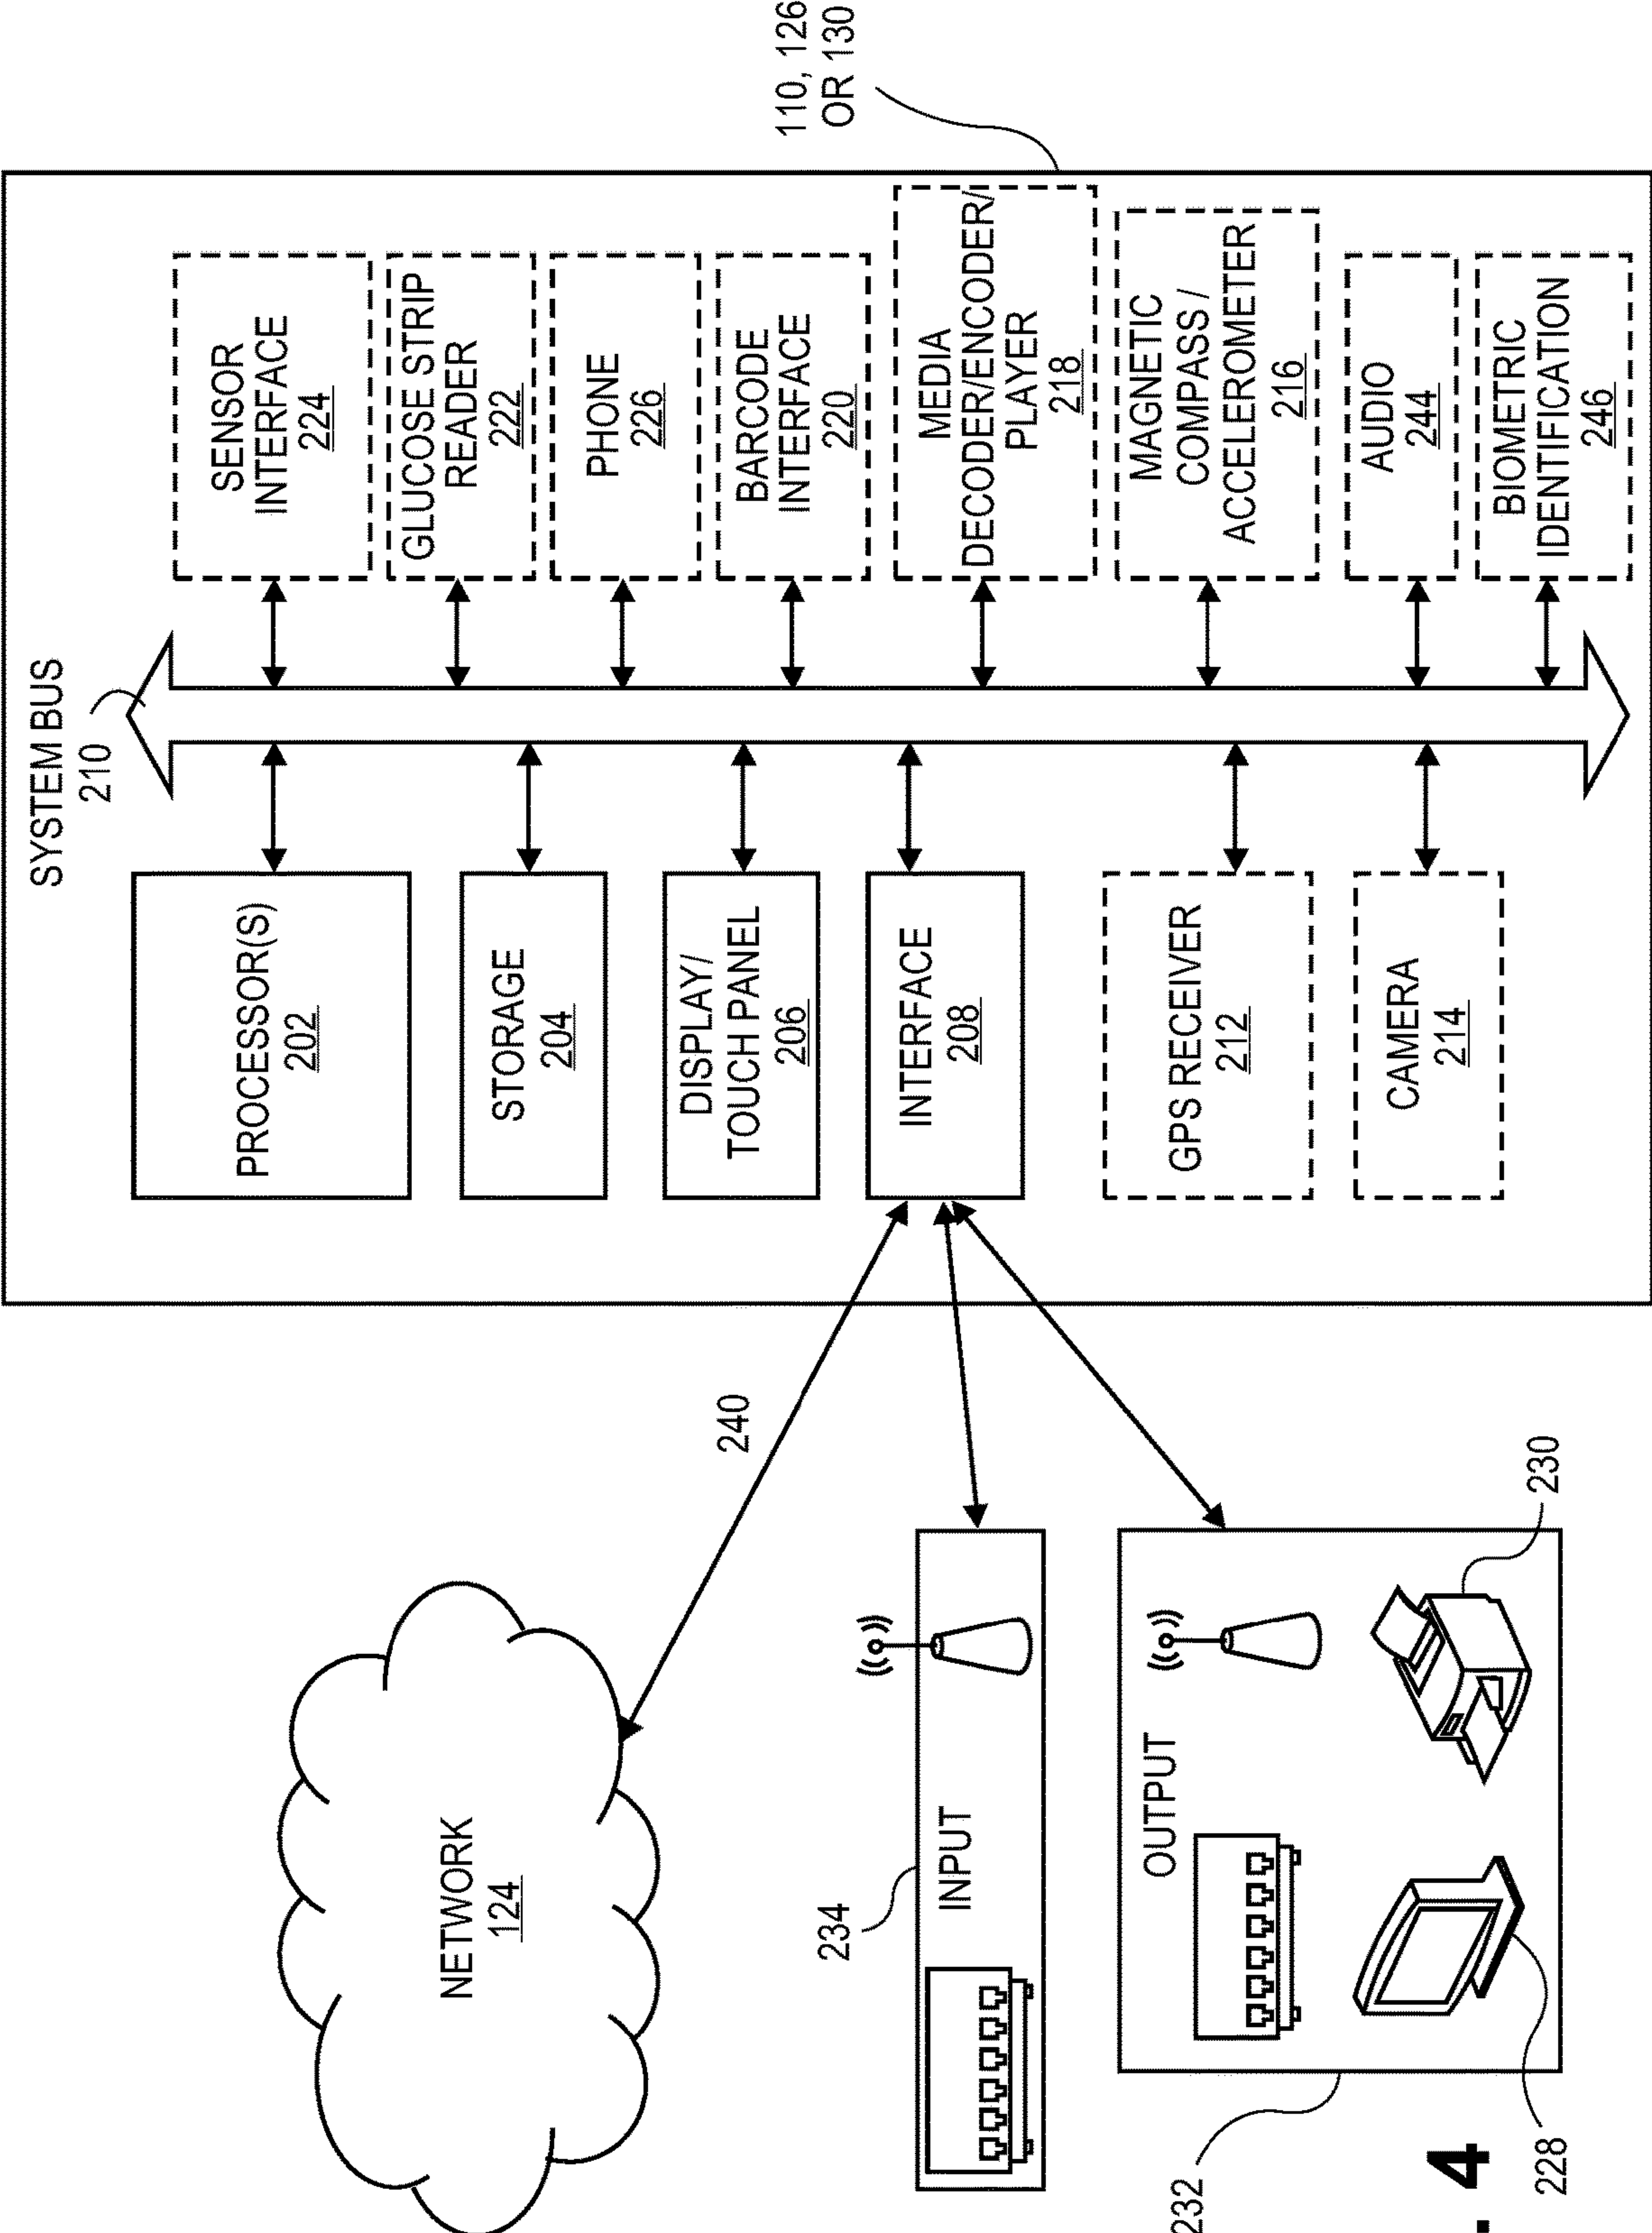 110, 126
OR 130
SYSTEM BUS
210
PROCESSOR(S)
202
STORAGE
204
DISPLAY/
TOUCH PANEL
206
INTERFACE
208
GPS RECEIVER
212
CAMERA
214
SENSOR
INTERFACE
224
GLUCOSE STRIP
READER
222
PHONE
226
BARCODE
INTERFACE
220
MEDIA
DECODER/ENCODER/
PLAYER
218
MAGNETIC
COMPASS /
ACCELEROMETER
216
AUDIO
244
BIOMETRIC
IDENTIFICATION
246
240
NETWORK
124
234
INPUT
OUTPUT
230
232
228
. 4